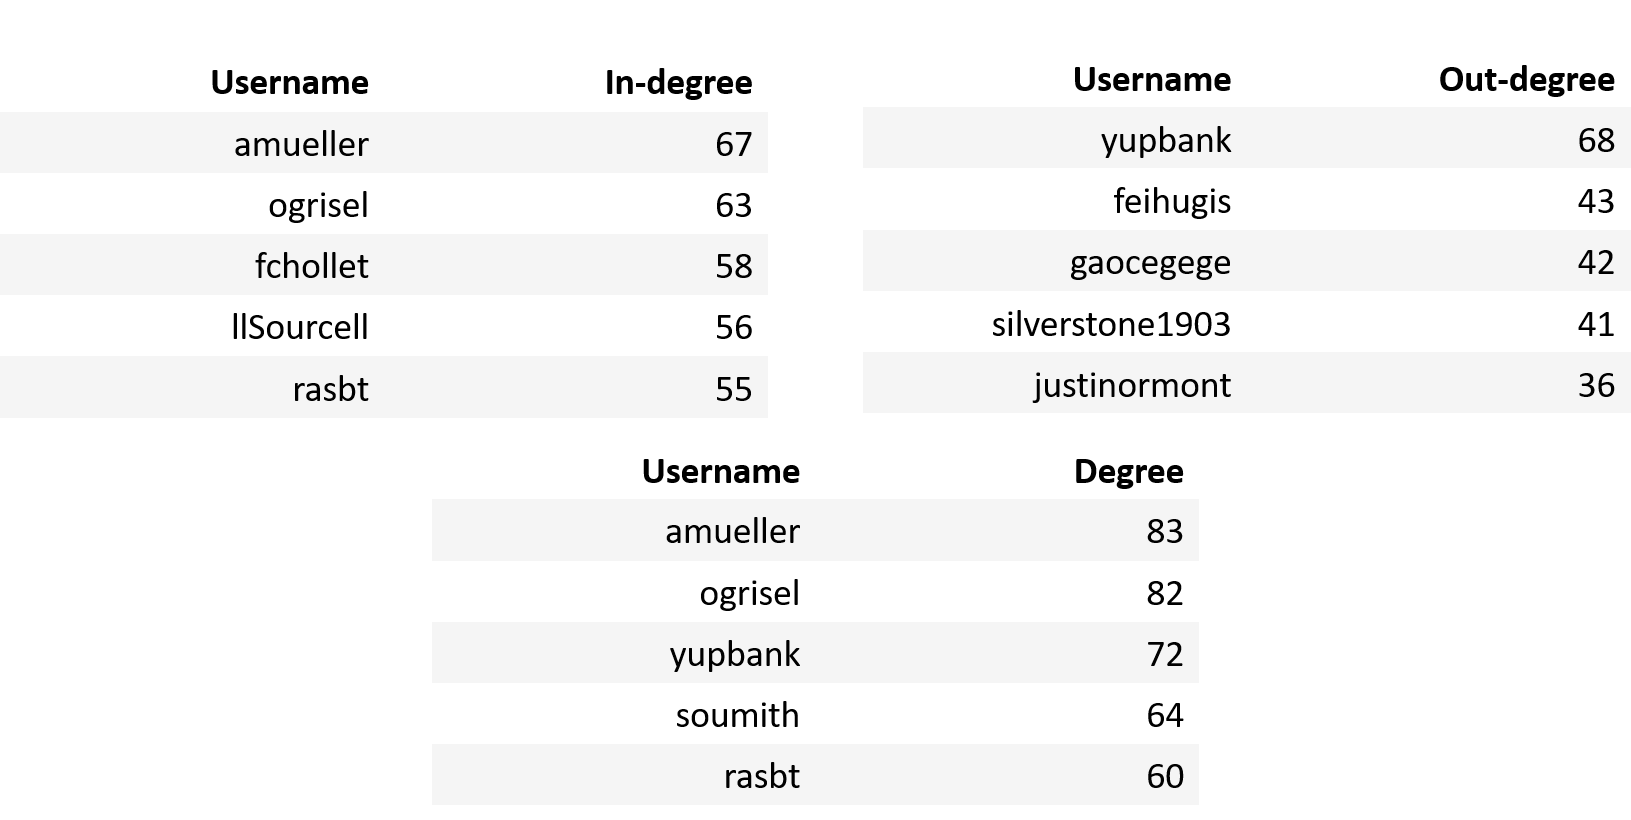 Username In-degree
amueller 67
ogrisel 63
fchollet 58
llSourcell 56
rasbt 55
Username Out-degree
yupbank 68
feihugis 43
gaocegege 42
silverstone1903 41
justinormont 36
Username Degree
amueller 83
ogrisel 82
yupbank 72
soumith 64
rasbt 60